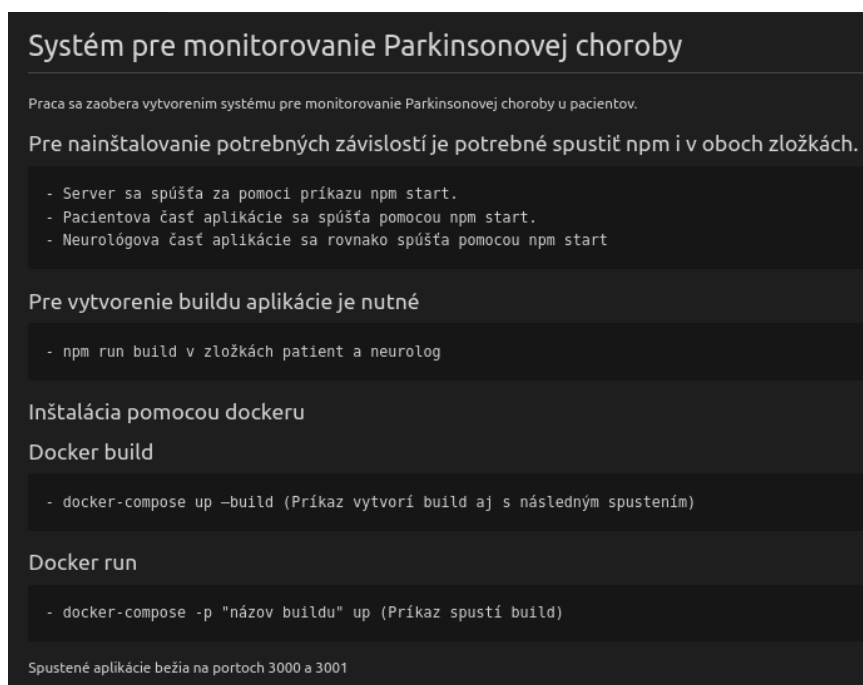 Systém pre monitorovanie Parkinsonovej choroby
Praca sa zaobera vytvorenim systému pre monitorovanie Parkinsonovej choroby u pacientov.
Pre nainštalovanie potrebných závislostí je potrebné spustiť npm i v oboch zložkách.
- Server sa spúšťa za pomoci príkazu npm start.
- Pacientova časť aplikácie sa spúšťa pomocou npm start.
- Neurológova časť aplikácie sa rovnako spúšťa pomocou npm start
Pre vytvorenie buildu aplikácie je nutné
- npm run build v zložkách patient a neurolog
Inštalácia pomocou dockeru
Docker build
- docker-compose up –build (Príkaz vytvorí build aj s následným spustením)
Docker run
- docker-compose -p "názov buildu" up (Príkaz spustí build)
Spustené aplikácie bežia na portoch 3000 a 3001